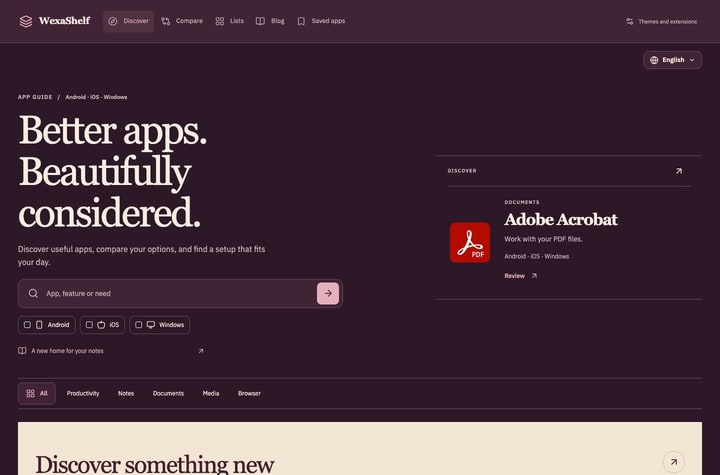 WexaShelf
Discover
Compare
Lists
Blog
Saved apps
Themes and extensions
English
APP GUIDE / Android · iOS · Windows
Better apps.
Beautifully
considered.
Discover useful apps, compare your options, and find a setup that fits
your day.
App, feature or need
Android
iOS
Windows
A new home for your notes
DISCOVER
DOCUMENTS
Adobe Acrobat
Work with your PDF files.
Android · iOS · Windows
Review
PDF
All
Productivity
Notes
Documents
Media
Browser
Discover something new